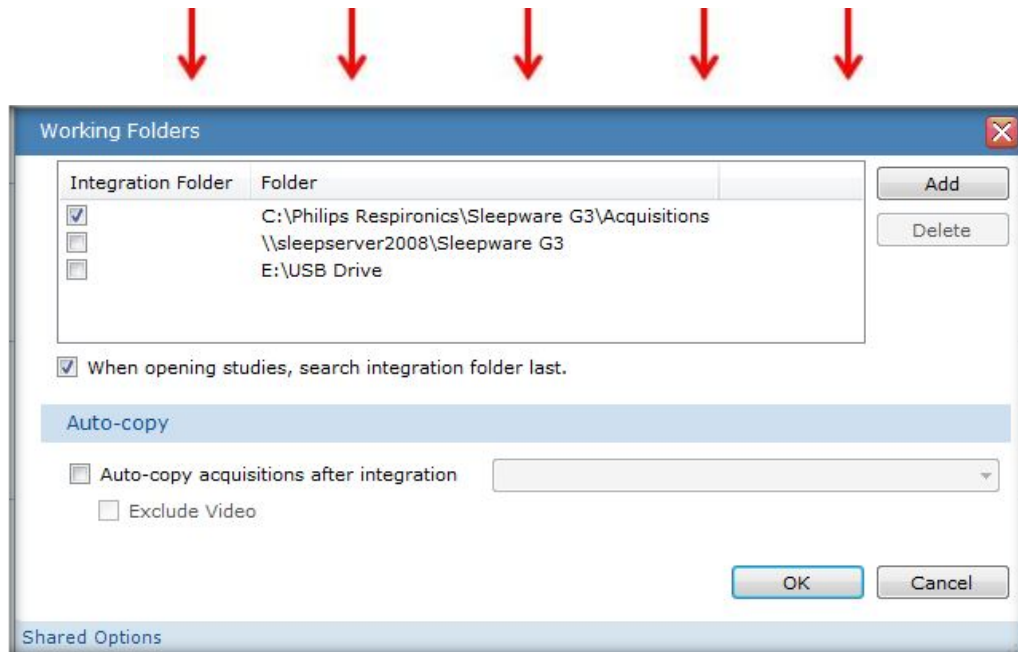 Working Folders
Integration Folder Folder
Add
C:\Philips Respironics\Sleepware G3\Acquisitions
Delete
\\sleepserver2008\Sleepware G3
E:\USB Drive
When opening studies, search integration folder last.
Auto-copy
Auto-copy acquisitions after integration
Exclude Video
OK Cancel
Shared Options